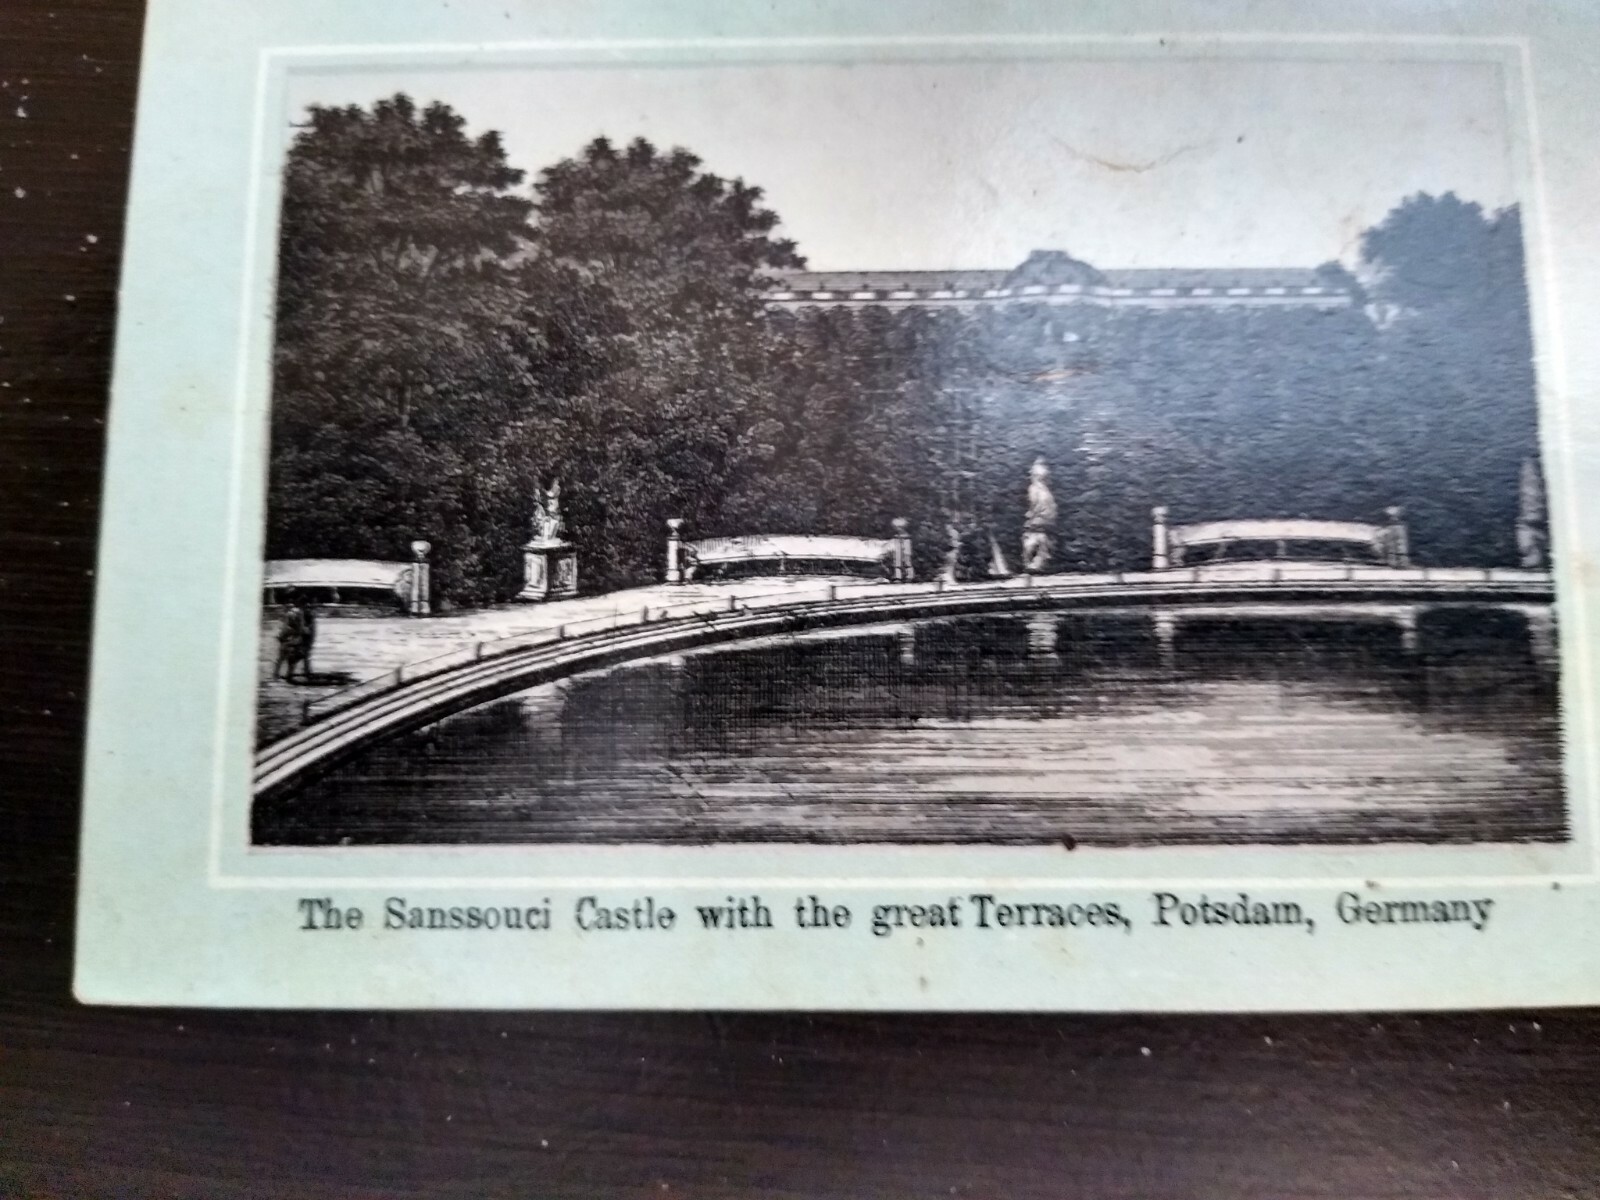 The Sanssouci Castle with the great Terraces, Potsdam, Germany